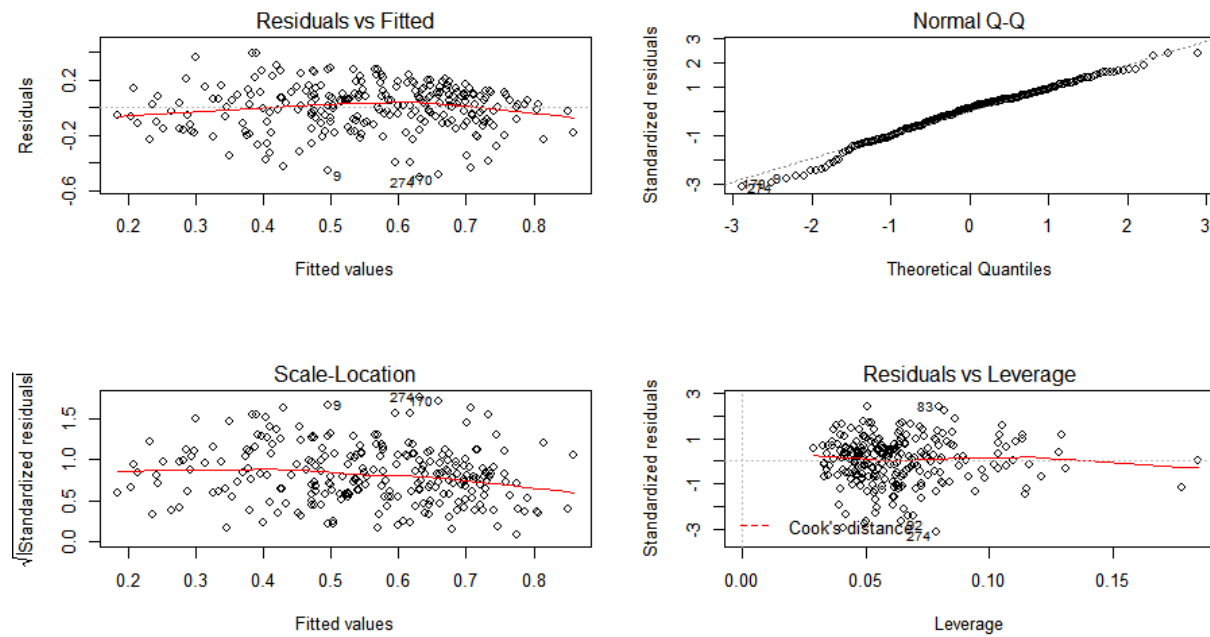 Residuals vs Fitted
Residuals
0.2
-0.2
-0.6
9
274
170
0.2 0.3 0.4 0.5 0.6 0.7 0.8
Fitted values
Normal Q-Q
Standardized residuals
3
2
1
-1
-3
9
274
-3 -2 -1 0 1 2 3
Theoretical Quantiles
Scale-Location
√|Standardized residuals|
1.5
1.0
0.5
0.0
9
274
170
0.2 0.3 0.4 0.5 0.6 0.7 0.8
Fitted values
Residuals vs Leverage
Standardized residuals
3
1
-1
-3
83
92
274
Cook's distance
0.00 0.05 0.10 0.15
Leverage